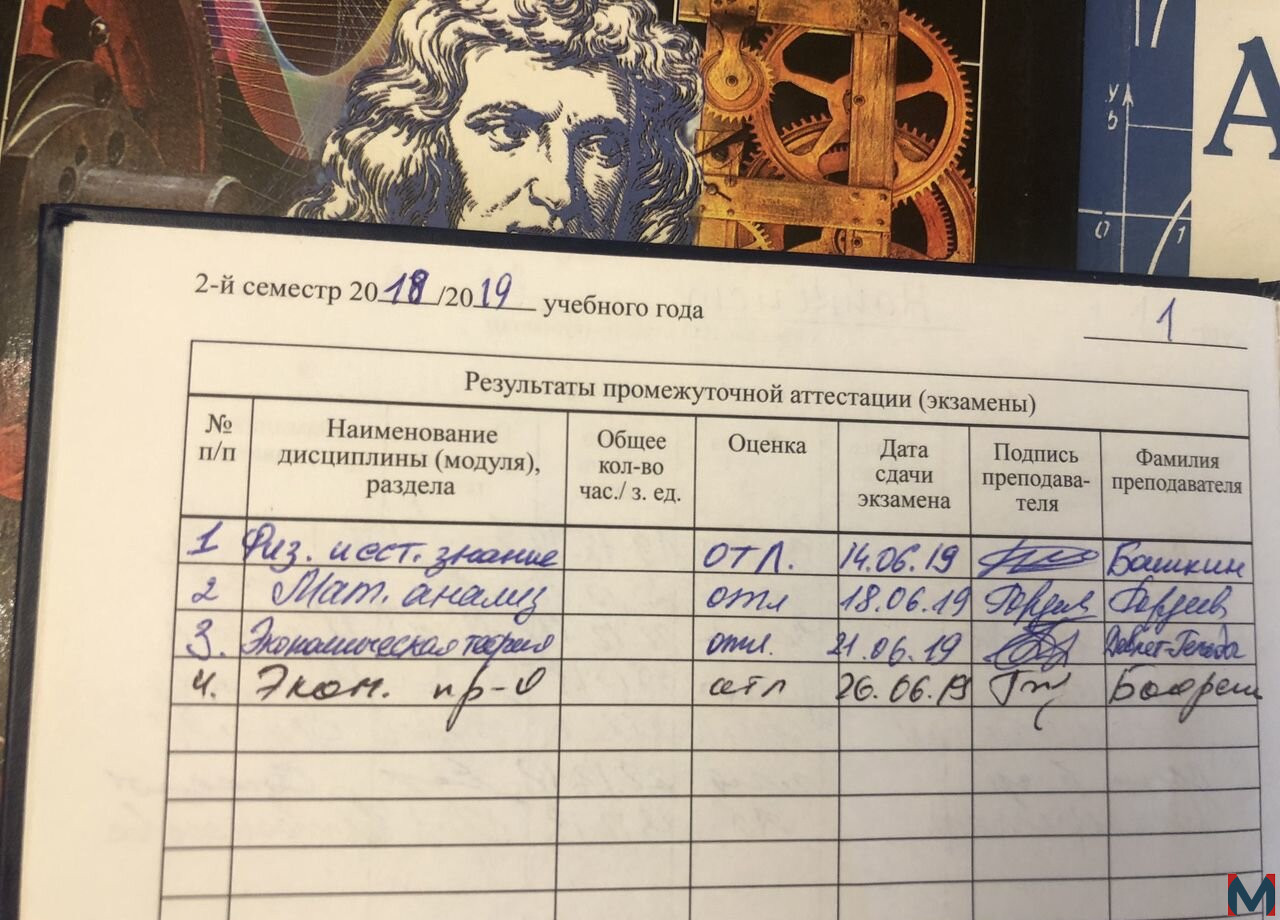 A
y
b
0
1
2-й семестр 2018/2019 учебного года
1
Результаты промежуточной аттестации (экзамены)
№ п/п Наименование дисциплины (модуля), раздела Общее кол-во час./ з. ед. Оценка Дата сдачи экзамена Подпись преподава-теля Фамилия преподавателя
1 Физ. и ест. знание отл. 14.06.19 Башкин
2 Мат. анализ отл 18.06.19 Гордеев
3. Экономическая теория отл. 21.06.19
4. Экон. пр-о отл 26.06.19
M